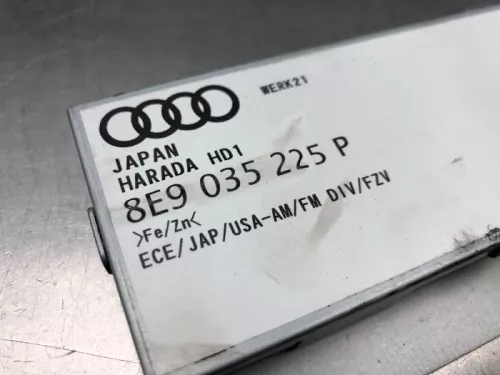 WERK21
JAPAN
HARADA HD1
8E9 035 225 P
>Fe/Zn<
ECE/JAP/USA-AM/FM DIV/FZV